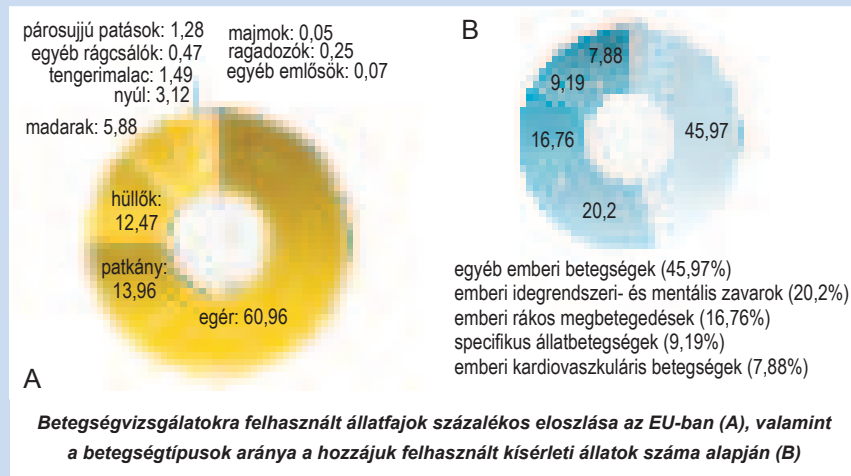 párosujjú patások: 1,28
egyéb rágcsálók: 0,47
tengerimalac: 1,49
nyúl: 3,12
madarak: 5,88
majmok: 0,05
ragadozók: 0,25
egyéb emlősök: 0,07
hüllők:
12,47
patkány:
13,96
egér: 60,96
A
B
7,88
9,19
16,76
45,97
20,2
egyéb emberi betegségek (45,97%)
emberi idegrendszeri- és mentális zavarok (20,2%)
emberi rákos megbetegedések (16,76%)
specifikus állatbetegségek (9,19%)
emberi kardiovaszkuláris betegségek (7,88%)
Betegségvizsgálatokra felhasznált állatfajok százalékos eloszlása az EU-ban (A), valamint
a betegségtípusok aránya a hozzájuk felhasznált kísérleti állatok száma alapján (B)